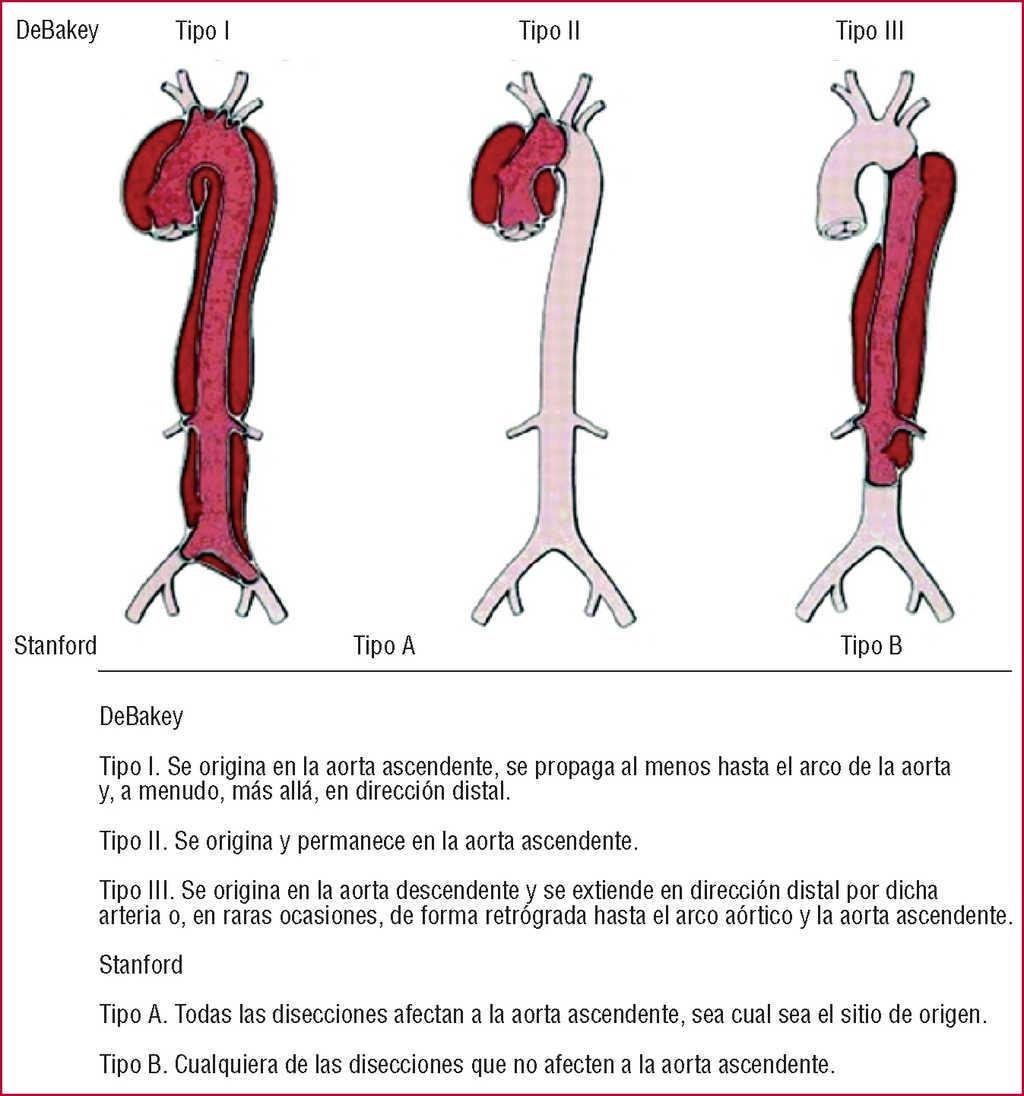 DeBakey Tipo I Tipo II Tipo III
Stanford Tipo A Tipo B
DeBakey
Tipo I. Se origina en la aorta ascendente, se propaga al menos hasta el arco de la aorta
y, a menudo, más allá, en dirección distal.
Tipo II. Se origina y permanece en la aorta ascendente.
Tipo III. Se origina en la aorta descendente y se extiende en dirección distal por dicha
arteria o, en raras ocasiones, de forma retrógrada hasta el arco aórtico y la aorta ascendente.
Stanford
Tipo A. Todas las disecciones afectan a la aorta ascendente, sea cual sea el sitio de origen.
Tipo B. Cualquiera de las disecciones que no afecten a la aorta ascendente.